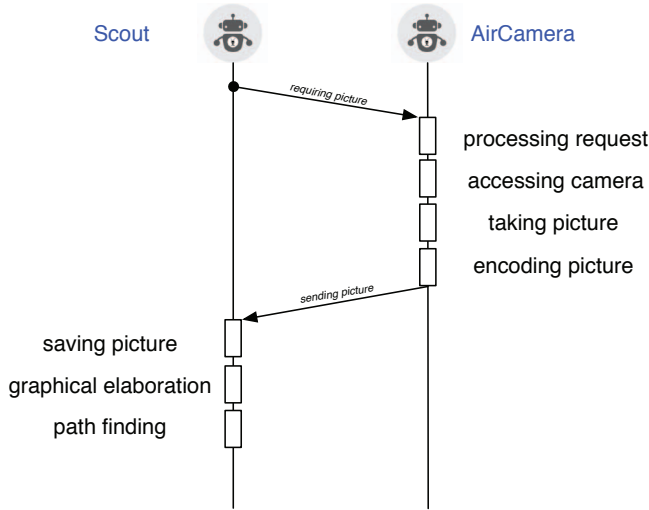 Scout
AirCamera
requiring picture
processing request
accessing camera
taking picture
encoding picture
sending picture
saving picture
graphical elaboration
path finding